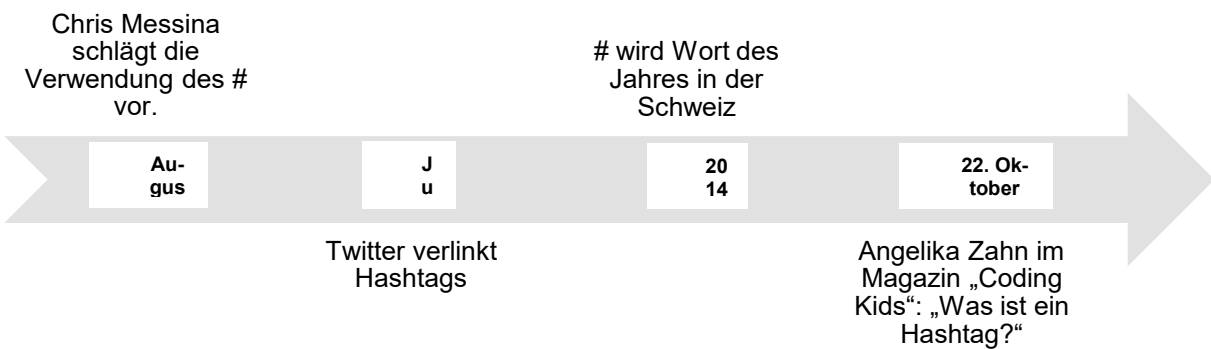 Chris Messina
schlägt die
Verwendung des #
vor.
# wird Wort des
Jahres in der
Schweiz
Au-
gus
J
u
20
14
22. Ok-
tober
Twitter verlinkt
Hashtags
Angelika Zahn im
Magazin „Coding
Kids“: „Was ist ein
Hashtag?“